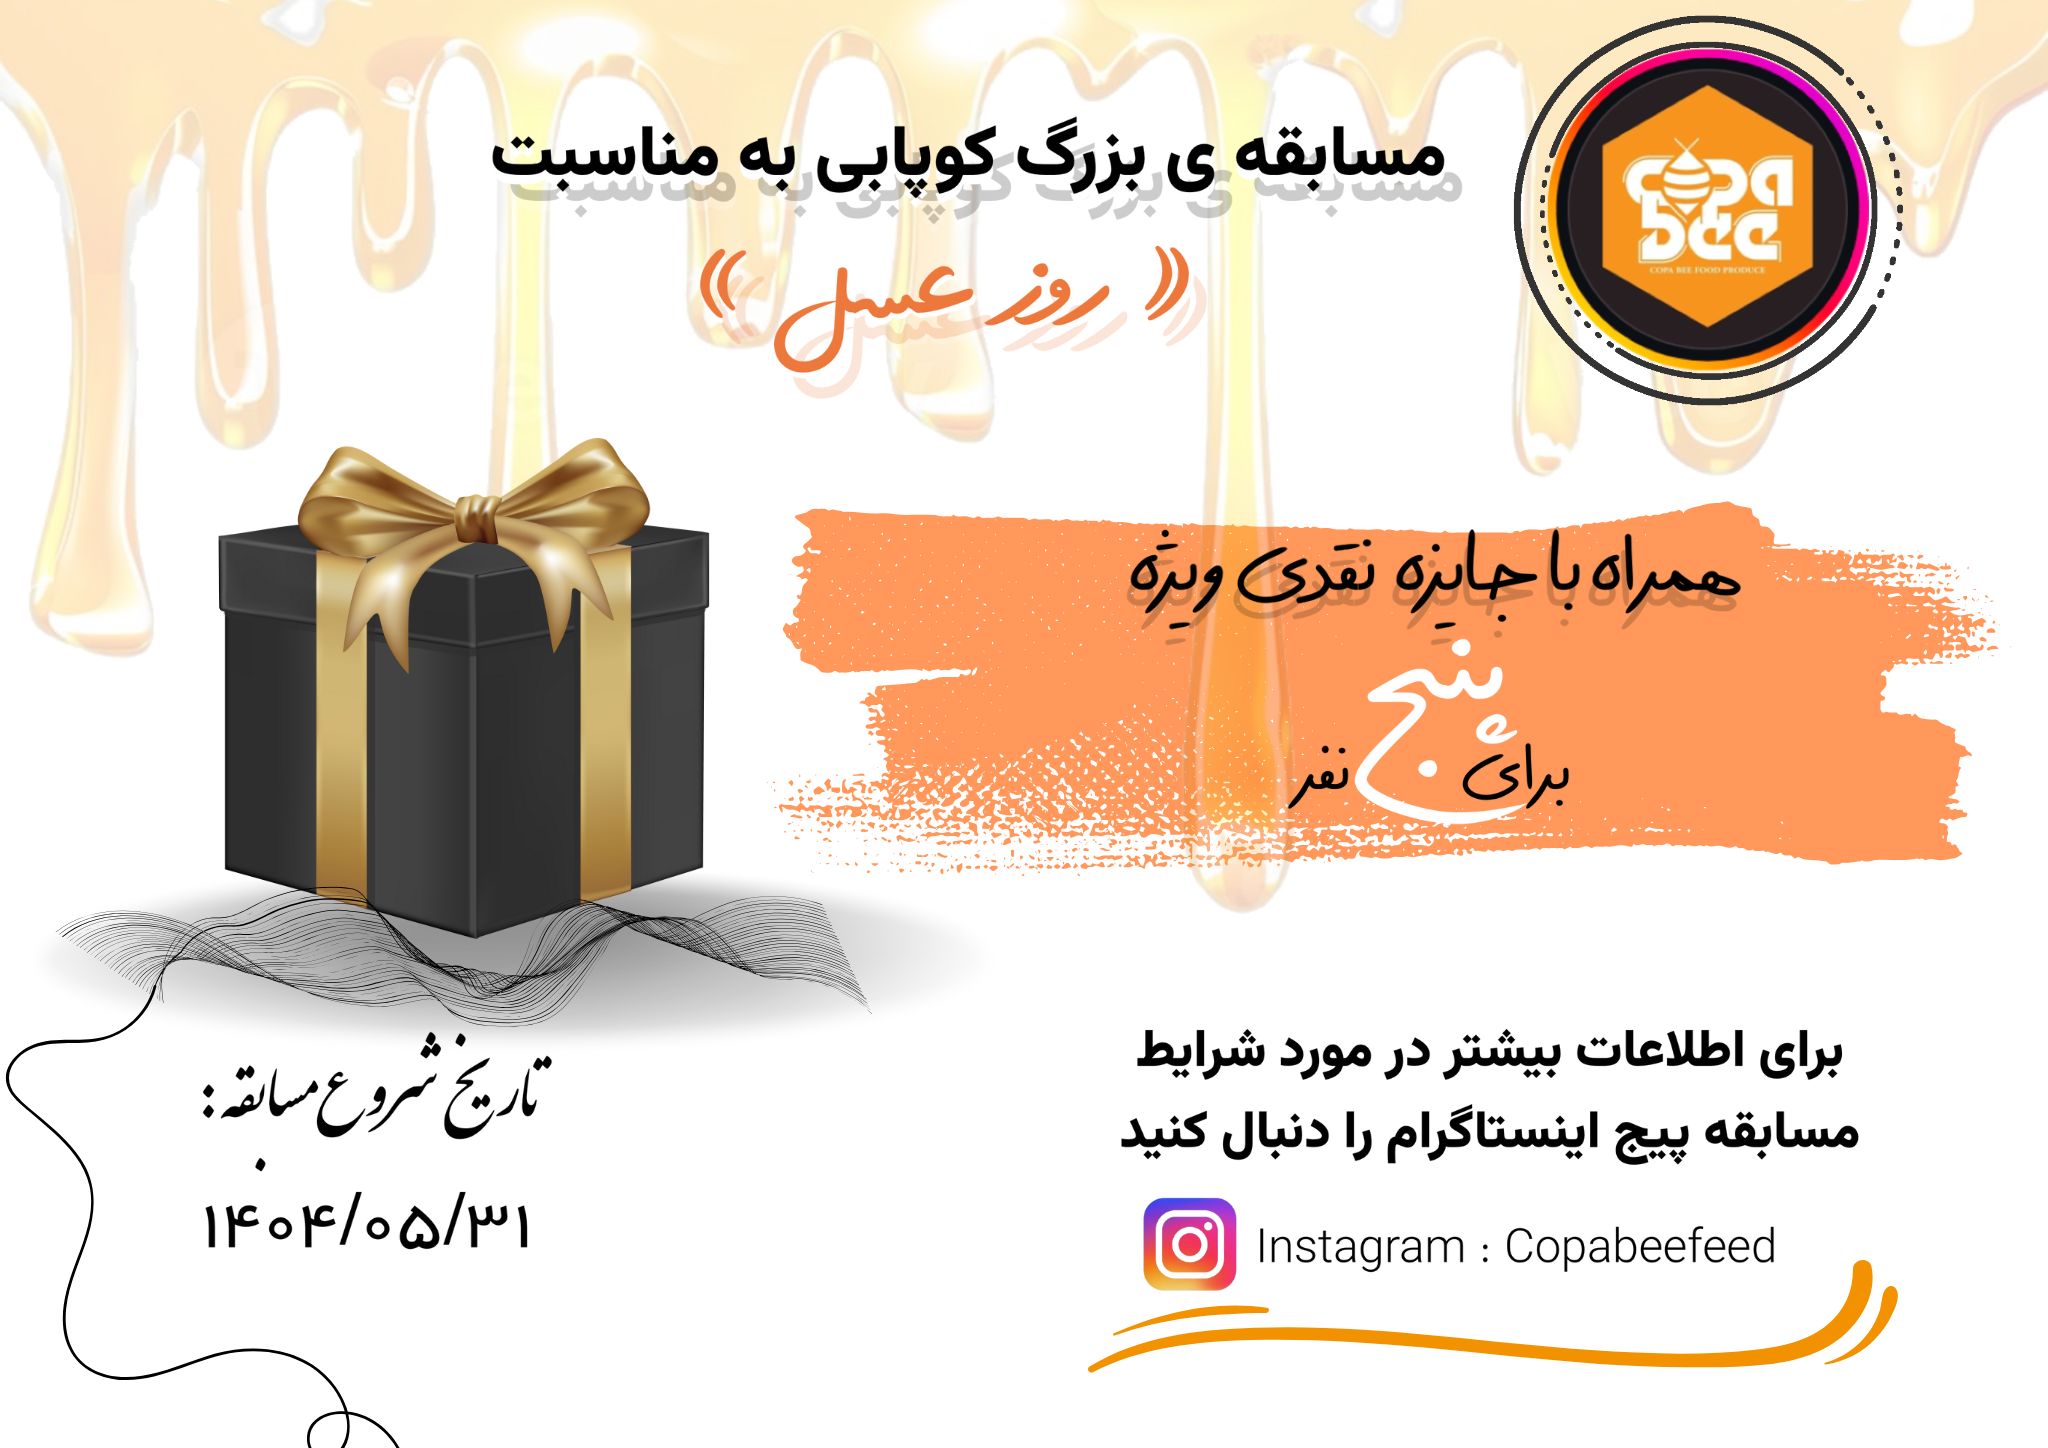 مسابقه ی بزرگ کوپابی به مناسبت
《 روز عسل 》
copa
bee
COPA BEE FOOD PRODUCE
همراه با جایزه نقدی ویژه
برای پنج نفر
برای اطلاعات بیشتر در مورد شرایط
مسابقه پیج اینستاگرام را دنبال کنید
Instagram : Copabeefeed
تاریخ شروع مسابقه :
۱۴۰۴/۰۵/۳۱